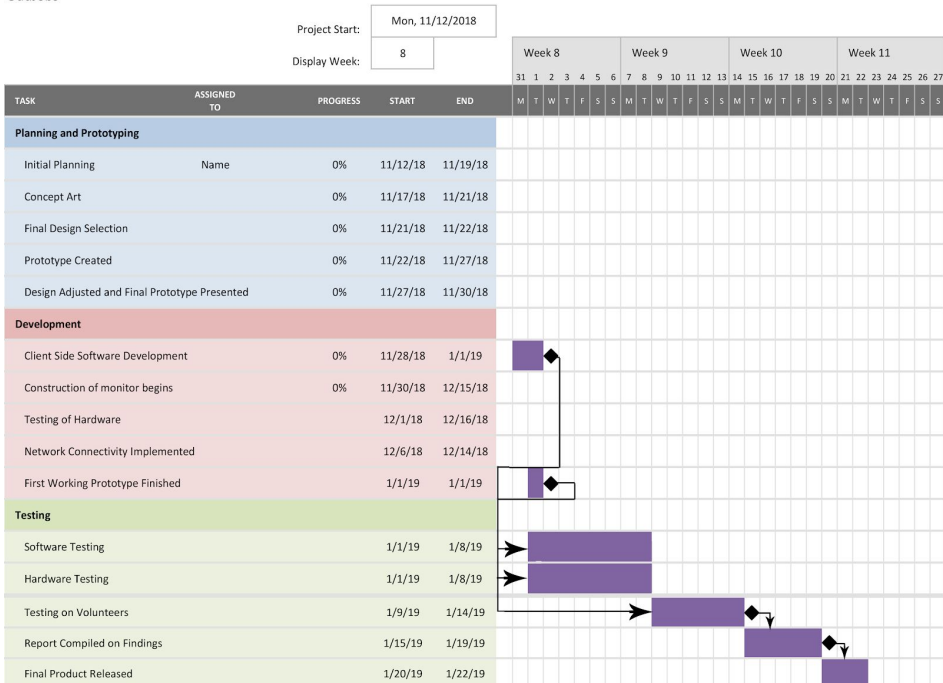 Project Start: Mon, 11/12/2018
Display Week: 8
Week 8 Week 9 Week 10 Week 11
31 1 2 3 4 5 6 7 8 9 10 11 12 13 14 15 16 17 18 19 20 21 22 23 24 25 26 27
TASK ASSIGNED TO PROGRESS START END M T W T F S S M T W T F S S M T W T F S S M T W T F S S
Planning and Prototyping
Initial Planning Name 0% 11/12/18 11/19/18
Concept Art 0% 11/17/18 11/21/18
Final Design Selection 0% 11/21/18 11/22/18
Prototype Created 0% 11/22/18 11/27/18
Design Adjusted and Final Prototype Presented 0% 11/27/18 11/30/18
Development
Client Side Software Development 0% 11/28/18 1/1/19
Construction of monitor begins 0% 11/30/18 12/15/18
Testing of Hardware 12/1/18 12/16/18
Network Connectivity Implemented 12/6/18 12/14/18
First Working Prototype Finished 1/1/19 1/1/19
Testing
Software Testing 1/1/19 1/8/19
Hardware Testing 1/1/19 1/8/19
Testing on Volunteers 1/9/19 1/14/19
Report Compiled on Findings 1/15/19 1/19/19
Final Product Released 1/20/19 1/22/19